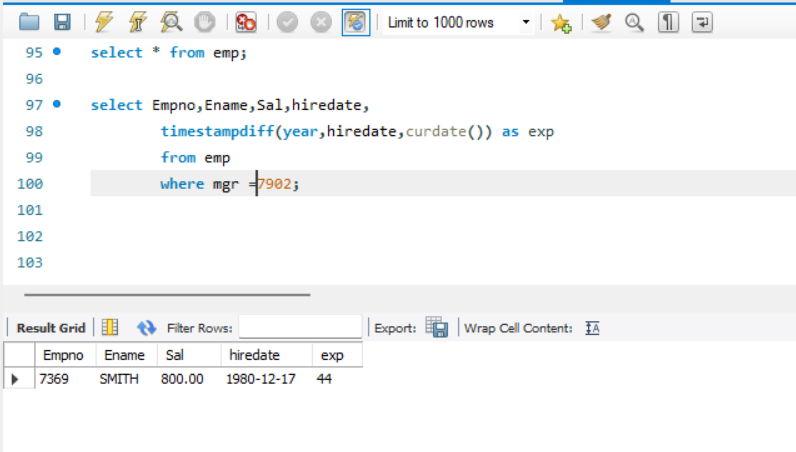 Limit to 1000 rows
95 select * from emp;
96
97 select Empno,Ename,Sal,hiredate,
98 timestampdiff(year,hiredate,curdate()) as exp
99 from emp
100 where mgr =7902;
101
102
103
Result Grid Filter Rows: Export: Wrap Cell Content:
Empno Ename Sal hiredate exp
7369 SMITH 800.00 1980-12-17 44